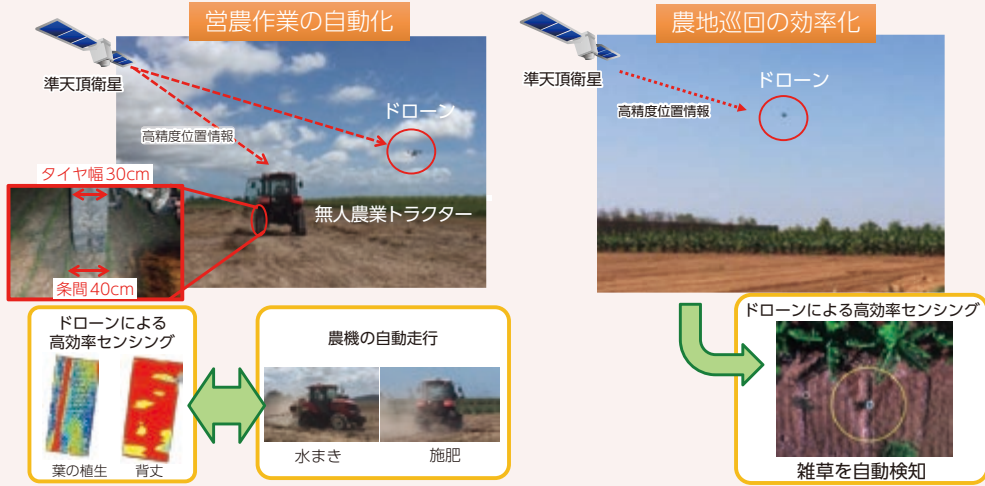 営農作業の自動化
準天頂衛星
ドローン
高精度位置情報
タイヤ幅30cm
無人農業トラクター
条間40cm
ドローンによる
高効率センシング
葉の植生
背丈
農機の自動走行
水まき
施肥
農地巡回の効率化
準天頂衛星
ドローン
高精度位置情報
ドローンによる高効率センシング
雑草を自動検知